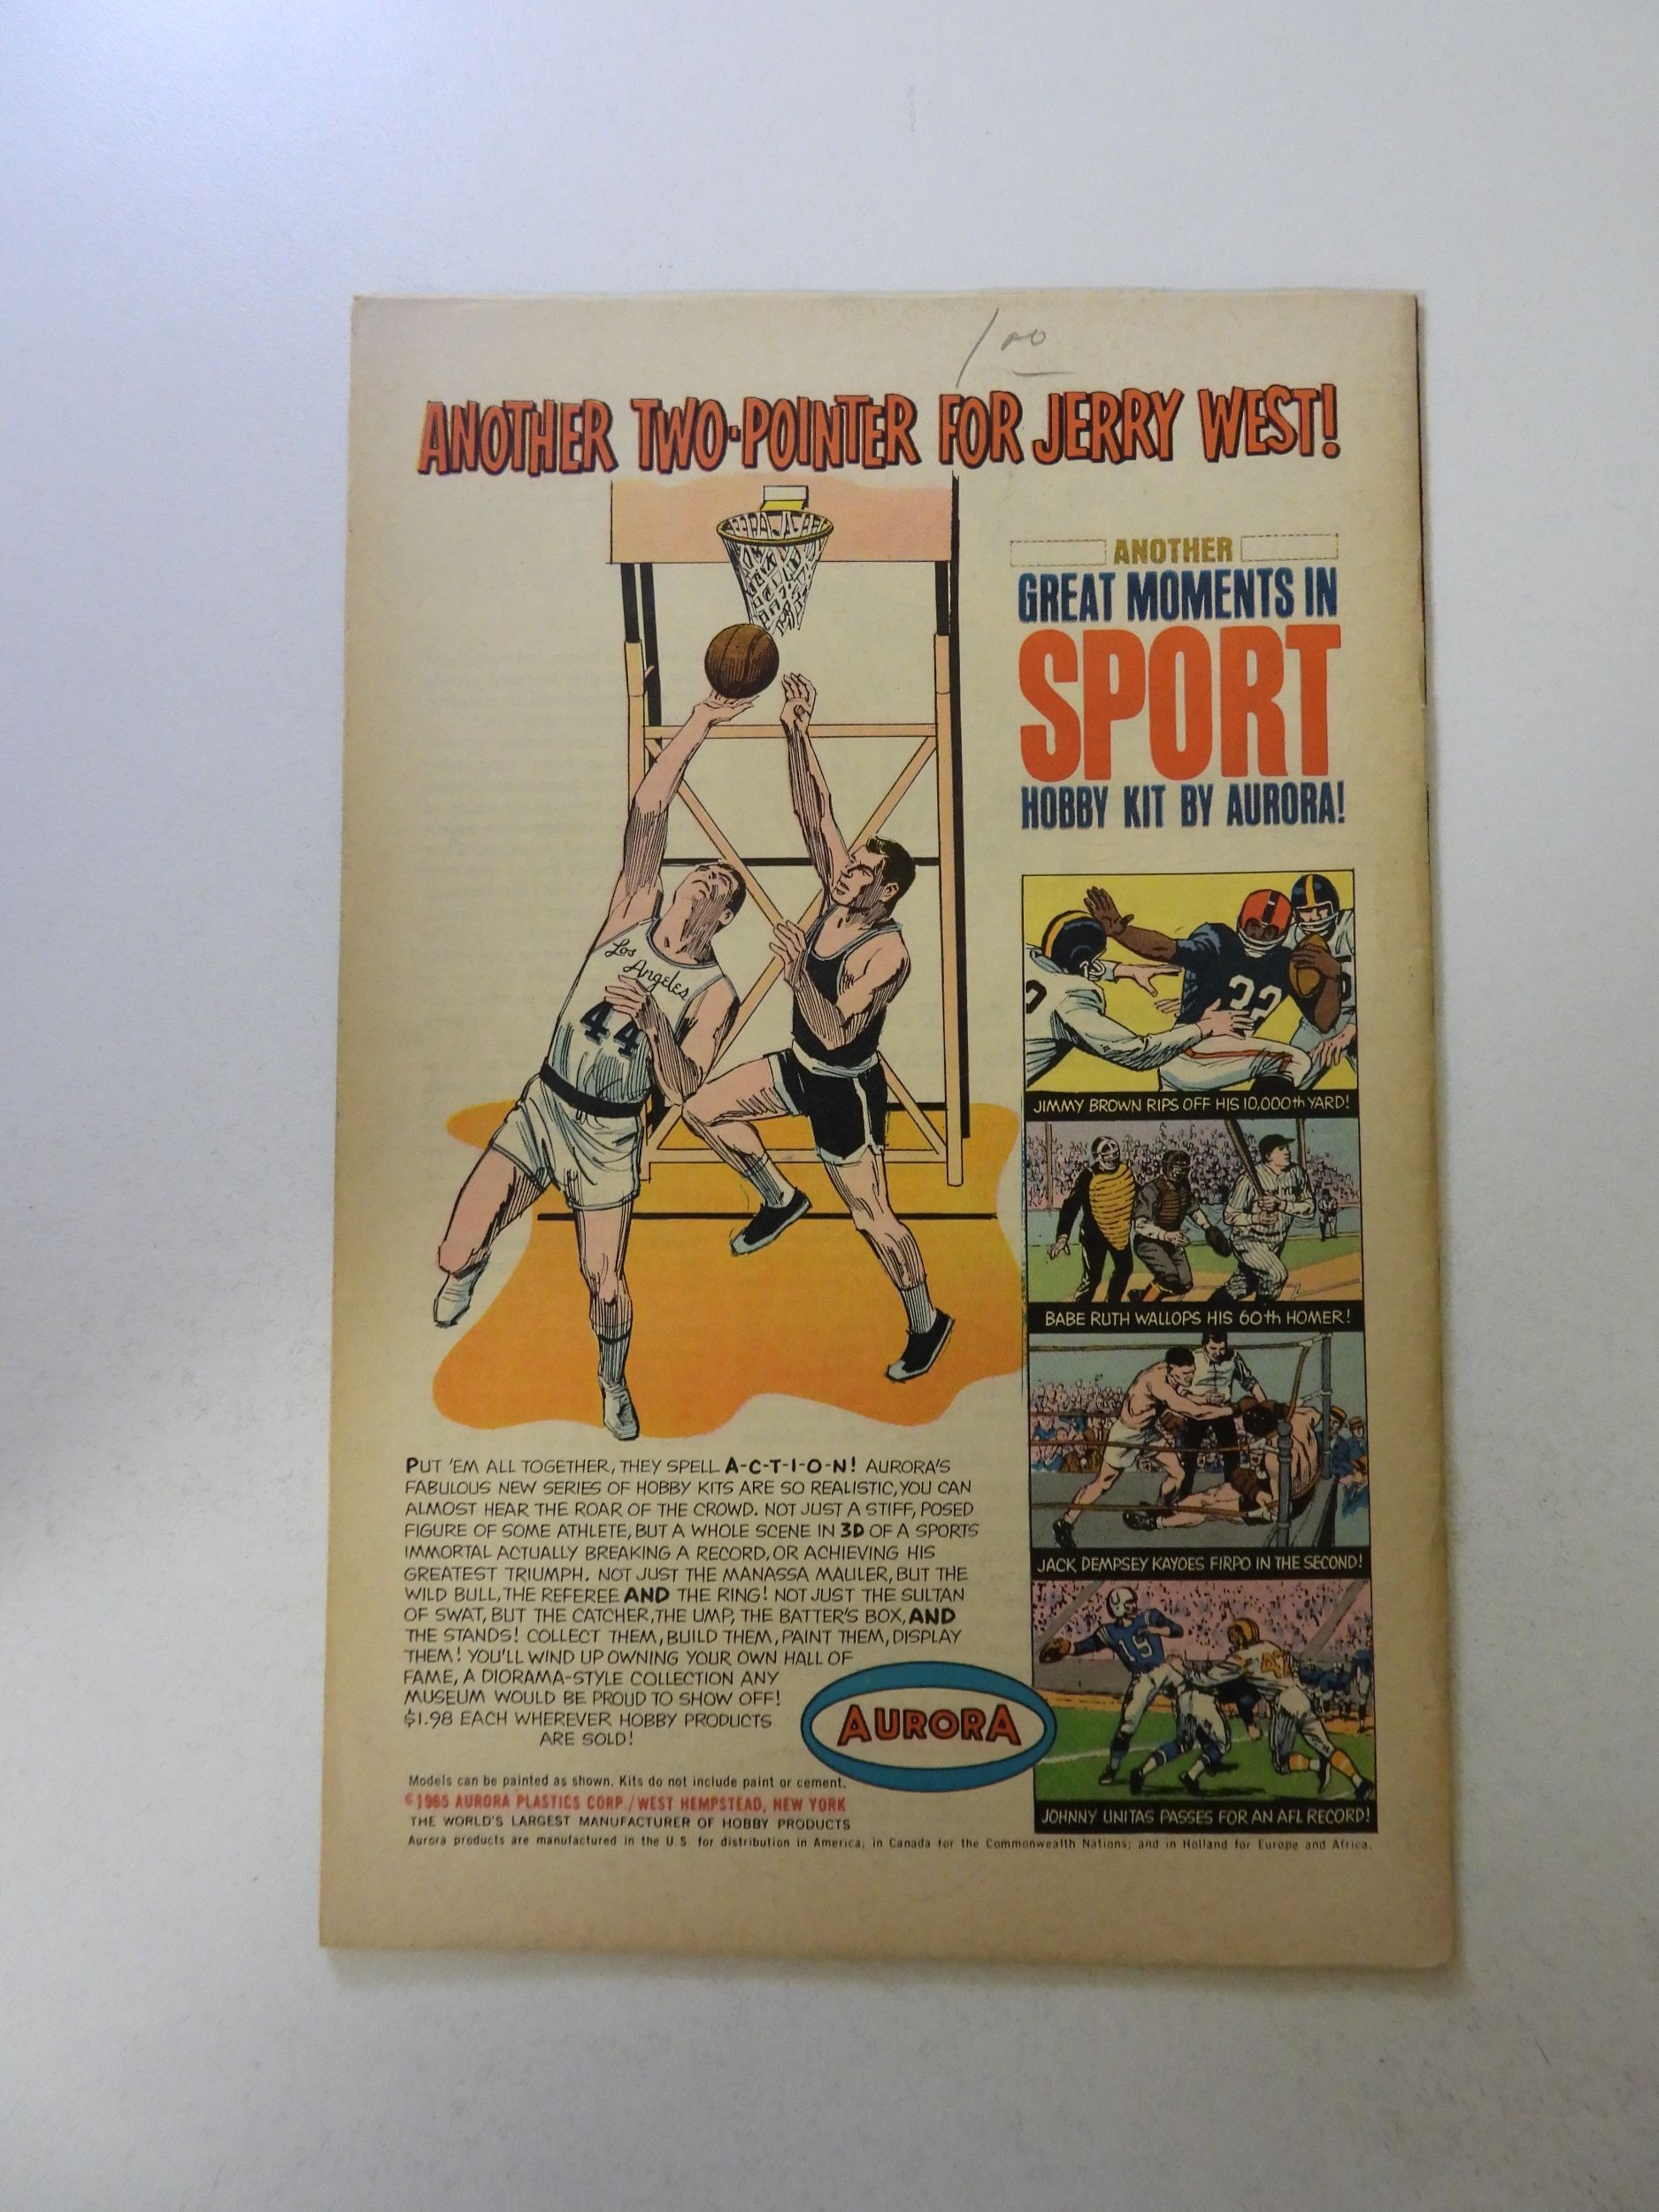 1 00
ANOTHER TWO-POINTER FOR JERRY WEST!
ANOTHER
GREAT MOMENTS IN
SPORT
HOBBY KIT BY AURORA!
Los
Angeles
44
32
JIMMY BROWN RIPS OFF HIS 10,000th YARD!
BABE RUTH WALLOPS HIS 60th HOMER!
JACK DEMPSEY KAYOES FIRPO IN THE SECOND!
19
JOHNNY UNITAS PASSES FOR AN AFL RECORD!
PUT 'EM ALL TOGETHER, THEY SPELL A-C-T-I-O-N! AURORA'S
FABULOUS NEW SERIES OF HOBBY KITS ARE SO REALISTIC, YOU CAN
ALMOST HEAR THE ROAR OF THE CROWD. NOT JUST A STIFF, POSED
FIGURE OF SOME ATHLETE, BUT A WHOLE SCENE IN 3D OF A SPORTS
IMMORTAL ACTUALLY BREAKING A RECORD, OR ACHIEVING HIS
GREATEST TRIUMPH. NOT JUST THE MANASSA MAULER, BUT THE
WILD BULL, THE REFEREE AND THE RING! NOT JUST THE SULTAN
OF SWAT, BUT THE CATCHER, THE UMP, THE BATTER'S BOX, AND
THE STANDS! COLLECT THEM, BUILD THEM, PAINT THEM, DISPLAY
THEM! YOU'LL WIND UP OWNING YOUR OWN HALL OF
FAME, A DIORAMA-STYLE COLLECTION ANY
MUSEUM WOULD BE PROUD TO SHOW OFF!
$1.98 EACH WHEREVER HOBBY PRODUCTS
ARE SOLD!
AURORA
Models can be painted as shown. Kits do not include paint or cement.
©1965 AURORA PLASTICS CORP./WEST HEMPSTEAD, NEW YORK
THE WORLD'S LARGEST MANUFACTURER OF HOBBY PRODUCTS
Aurora products are manufactured in the U.S. for distribution in America; in Canada for the Commonwealth Nations; and in Holland for Europe and Africa.